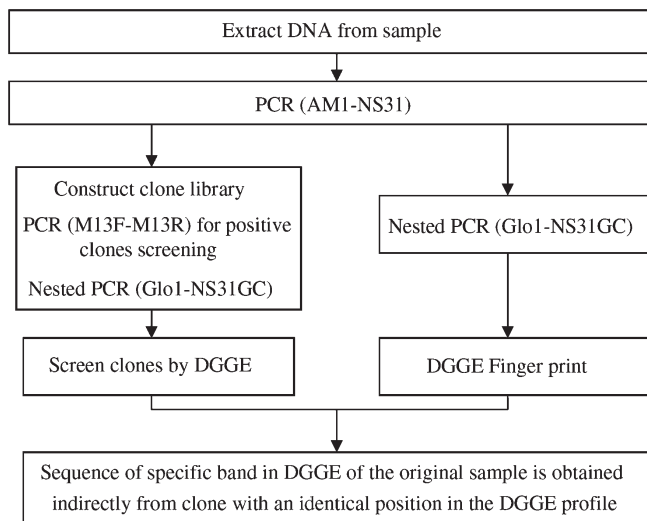 Extract DNA from sample
PCR (AM1-NS31)
Construct clone library
PCR (M13F-M13R) for positive
clones screening
Nested PCR (Glo1-NS31GC)
Nested PCR (Glo1-NS31GC)
Screen clones by DGGE
DGGE Finger print
Sequence of specific band in DGGE of the original sample is obtained
indirectly from clone with an identical position in the DGGE profile